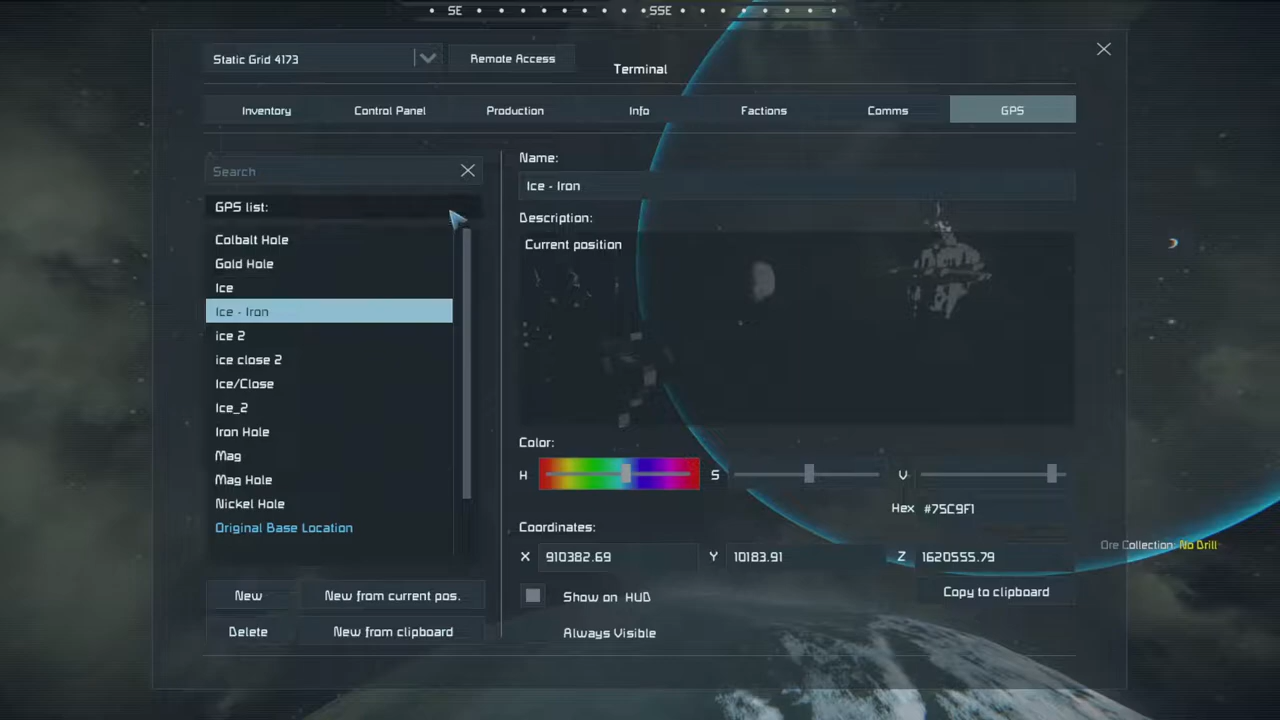 SE SSE
Static Grid 4173 Remote Access
Terminal
Inventory Control Panel Production Info Factions Comms GPS
Search
GPS list:
Colbalt Hole
Gold Hole
Ice
Ice - Iron
ice 2
ice close 2
Ice/Close
Ice_2
Iron Hole
Mag
Mag Hole
Nickel Hole
Original Base Location
New New from current pos.
Delete New from clipboard
Name:
Ice - Iron
Description:
Current position
Color:
H S V
Hex #75C9F1
Coordinates:
X 910382.69 Y 10183.91 Z 1620555.79
Show on HUD Copy to clipboard
Always Visible
Ore Collection: No Drill